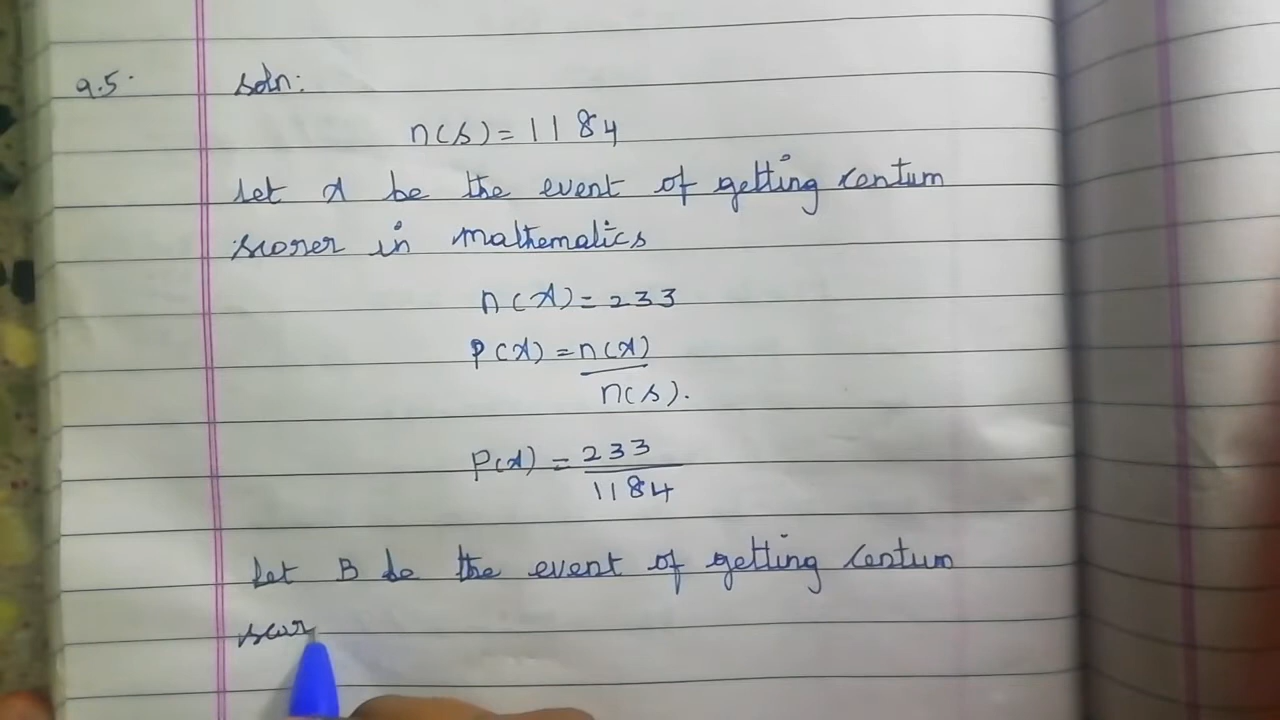 9.5. Soln:
n(s) = 1184
Let A be the event of getting centum
scorer in mathematics
n(A) = 233
P(A) = n(A)
n(s).
P(A) = 233
1184
Let B be the event of getting centum
scor